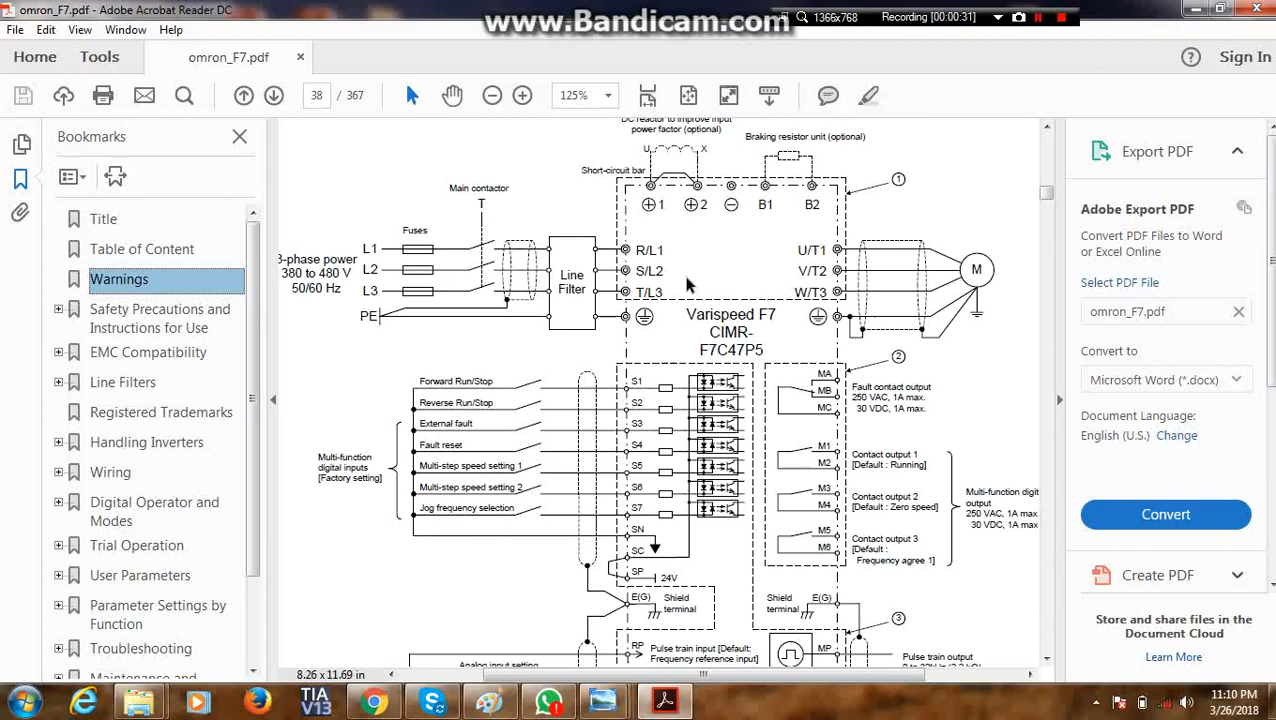 omron_F7.pdf - Adobe Acrobat Reader DC
www.Bandicam.com
1366x768
Recording [00:00:31]
File Edit View Window Help
Home Tools
omron_F7.pdf
Sign In
38 / 367
125%
Bookmarks
Title
Table of Content
Warnings
Safety Precautions and
Instructions for Use
EMC Compatibility
Line Filters
Registered Trademarks
Handling Inverters
Wiring
Digital Operator and
Modes
Trial Operation
User Parameters
Parameter Settings by
Function
Troubleshooting
Maintenance and
DC reactor to improve input
power factor (optional)
U X
Short-circuit bar
Braking resistor unit (optional)
1
+ 1 + 2 − B1 B2
Main contactor
Fuses
3-phase power
380 to 480 V
50/60 Hz
L1
L2
L3
PE
Line
Filter
R/L1
S/L2
T/L3
U/T1
V/T2
W/T3
M
Varispeed F7
CIMR-
F7C47P5
2
Multi-function
digital inputs
[Factory setting]
Forward Run/Stop S1
Reverse Run/Stop S2
External fault S3
Fault reset S4
Multi-step speed setting 1 S5
Multi-step speed setting 2 S6
Jog frequency selection S7
SN
SC
SP 24V
E(G) Shield
terminal
MA
MB
MC
Fault contact output
250 VAC, 1A max.
30 VDC, 1A max.
M1
M2
Contact output 1
[Default : Running]
M3
M4
Contact output 2
[Default : Zero speed]
M5
M6
Contact output 3
[Default :
Frequency agree 1]
Multi-function digit
output
250 VAC, 1A max.
30 VDC, 1A max.
Shield
terminal
E(G)
3
RP Pulse train input [Default:
Frequency reference input]
Analog input setting
MP Pulse train output
8.26 x 11.69 in
Export PDF
Adobe Export PDF
Convert PDF Files to Word
or Excel Online
Select PDF File
omron_F7.pdf
Convert to
Microsoft Word (*.docx)
Document Language:
English (U.S.) Change
Convert
Create PDF
Store and share files in the
Document Cloud
Learn More
TIA
V13
11:10 PM
3/26/2018